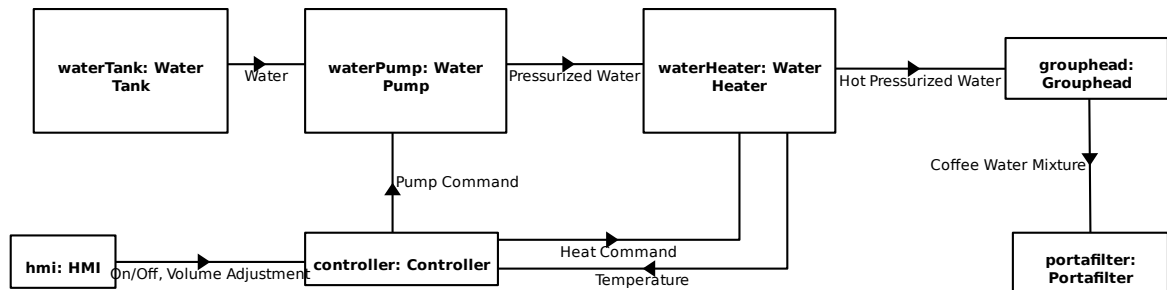 waterTank: Water
Tank
Water
waterPump: Water
Pump
Pressurized Water
waterHeater: Water
Heater
Hot Pressurized Water
grouphead:
Grouphead
Pump Command
Coffee Water Mixture
hmi: HMI
On/Off, Volume Adjustment
controller: Controller
Heat Command
Temperature
portafilter:
Portafilter